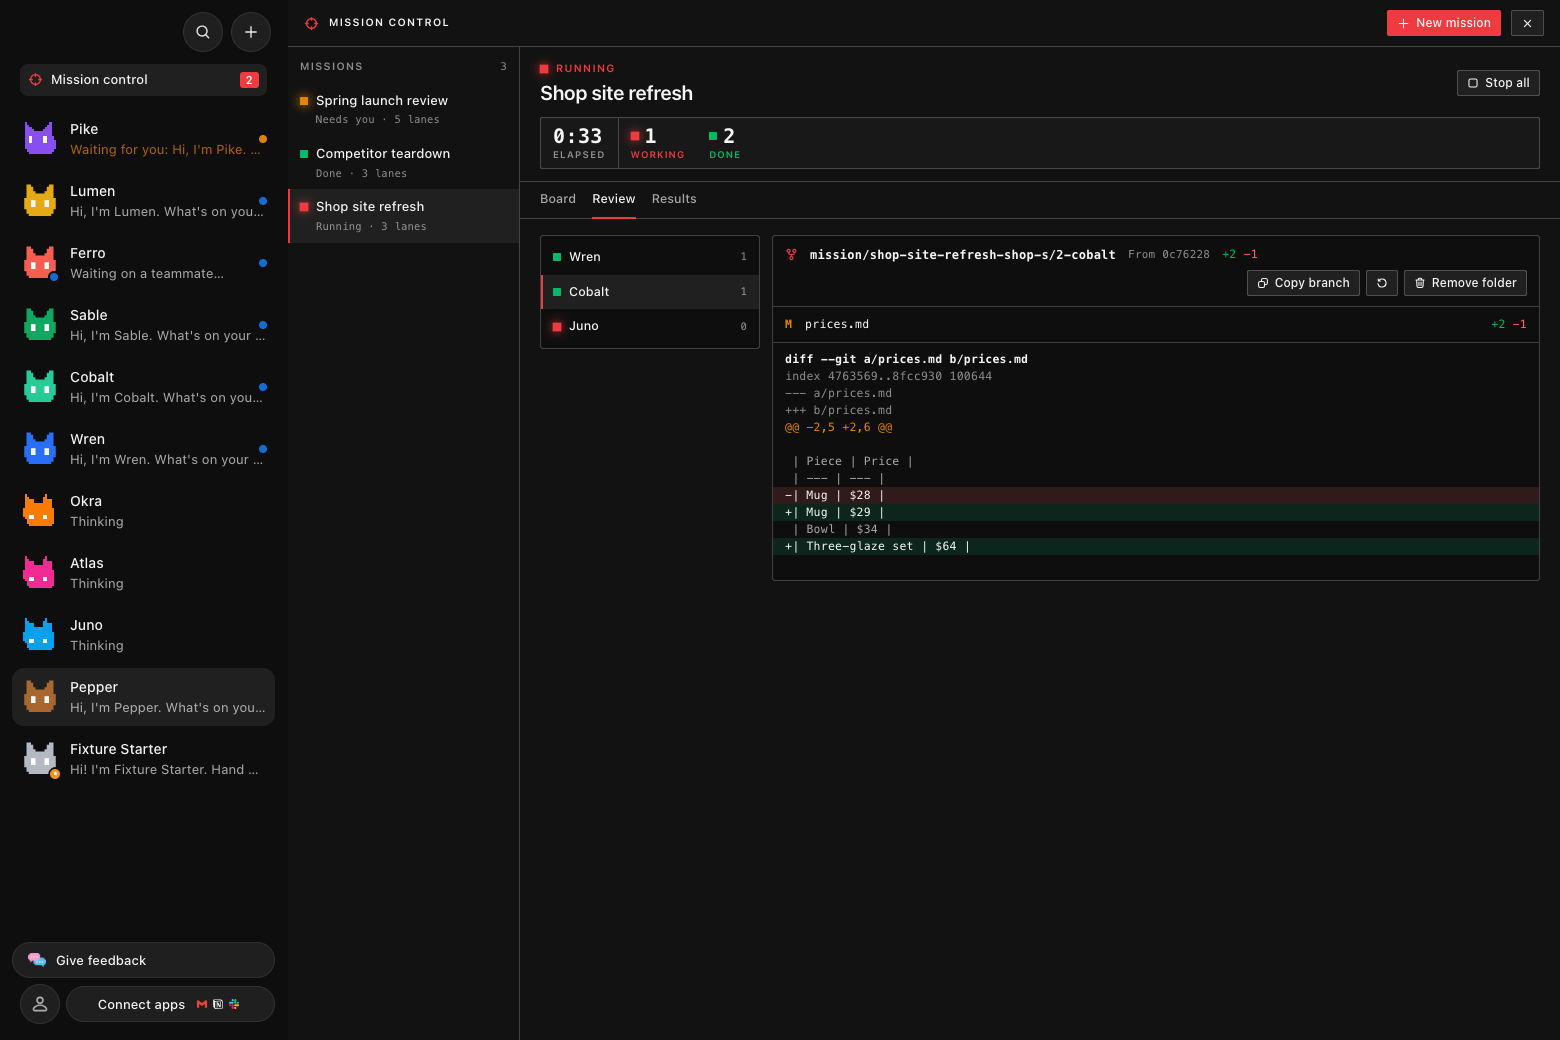 Mission control
2
Pike
Waiting for you: Hi, I'm Pike. ...
Lumen
Hi, I'm Lumen. What's on you...
Ferro
Waiting on a teammate...
Sable
Hi, I'm Sable. What's on your ...
Cobalt
Hi, I'm Cobalt. What's on you...
Wren
Hi, I'm Wren. What's on your ...
Okra
Thinking
Atlas
Thinking
Juno
Thinking
Pepper
Hi, I'm Pepper. What's on you...
Fixture Starter
Hi! I'm Fixture Starter. Hand ...
Give feedback
Connect apps
MISSION CONTROL
New mission
MISSIONS 3
Spring launch review
Needs you · 5 lanes
Competitor teardown
Done · 3 lanes
Shop site refresh
Running · 3 lanes
RUNNING
Shop site refresh
Stop all
0:33 1 2
ELAPSED WORKING DONE
Board Review Results
Wren 1
Cobalt 1
Juno 0
mission/shop-site-refresh-shop-s/2-cobalt From 0c76228 +2 −1
Copy branch Remove folder
M prices.md +2 −1
diff --git a/prices.md b/prices.md
index 4763569..8fcc930 100644
--- a/prices.md
+++ b/prices.md
@@ -2,5 +2,6 @@
| Piece | Price |
| --- | --- |
-| Mug | $28 |
+| Mug | $29 |
| Bowl | $34 |
+| Three-glaze set | $64 |